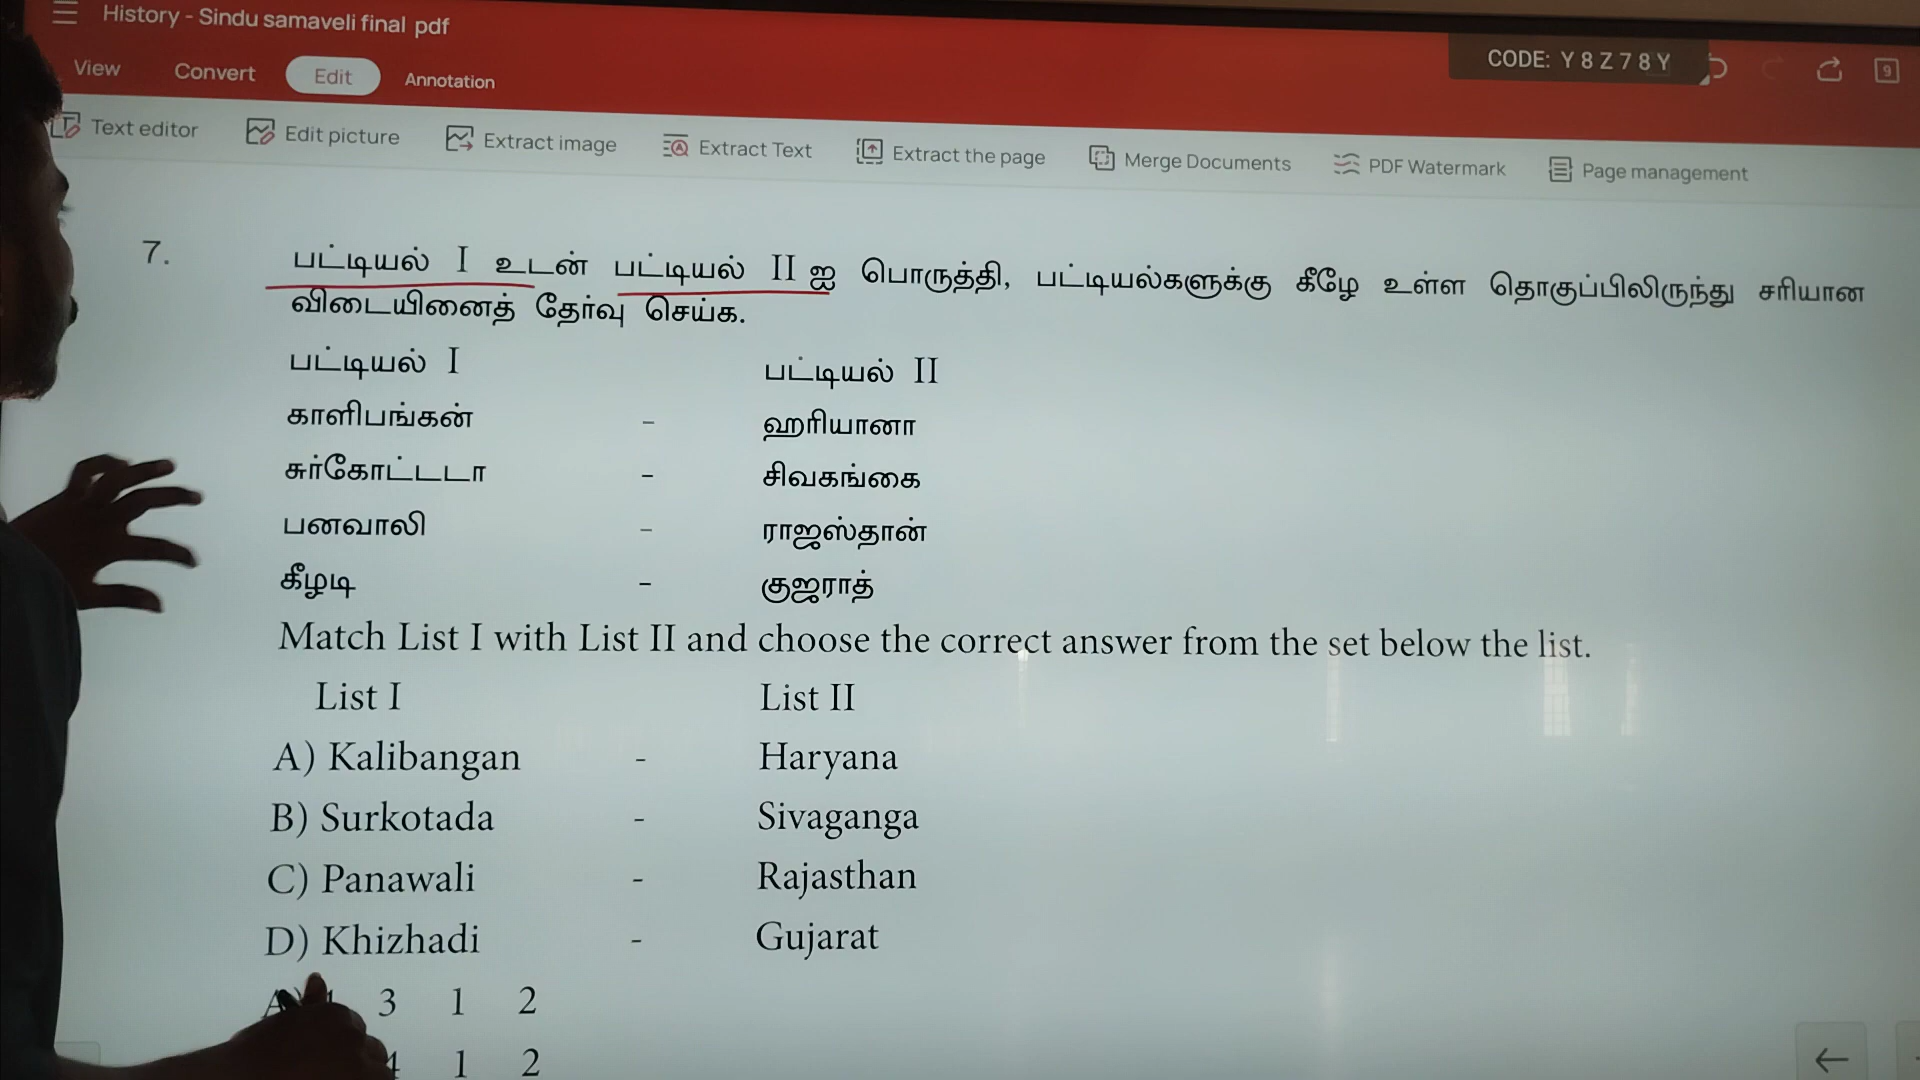 History - Sindu samaveli final pdf
CODE: Y8Z78Y
View Convert Edit Annotation
9
Text editor Edit picture Extract image Extract Text Extract the page Merge Documents PDF Watermark Page management
7. பட்டியல் I உடன் பட்டியல் II ஐ பொருத்தி, பட்டியல்களுக்கு கீழே உள்ள தொகுப்பிலிருந்து சரியான
விடையினைத் தேர்வு செய்க.
பட்டியல் I பட்டியல் II
காளிபங்கன் - ஹரியானா
சுர்கோட்டடா - சிவகங்கை
பனவாலி - ராஜஸ்தான்
கீழடி - குஜராத்
Match List I with List II and choose the correct answer from the set below the list.
List I List II
A) Kalibangan - Haryana
B) Surkotada - Sivaganga
C) Panawali - Rajasthan
D) Khizhadi - Gujarat
3 1 2
1 2